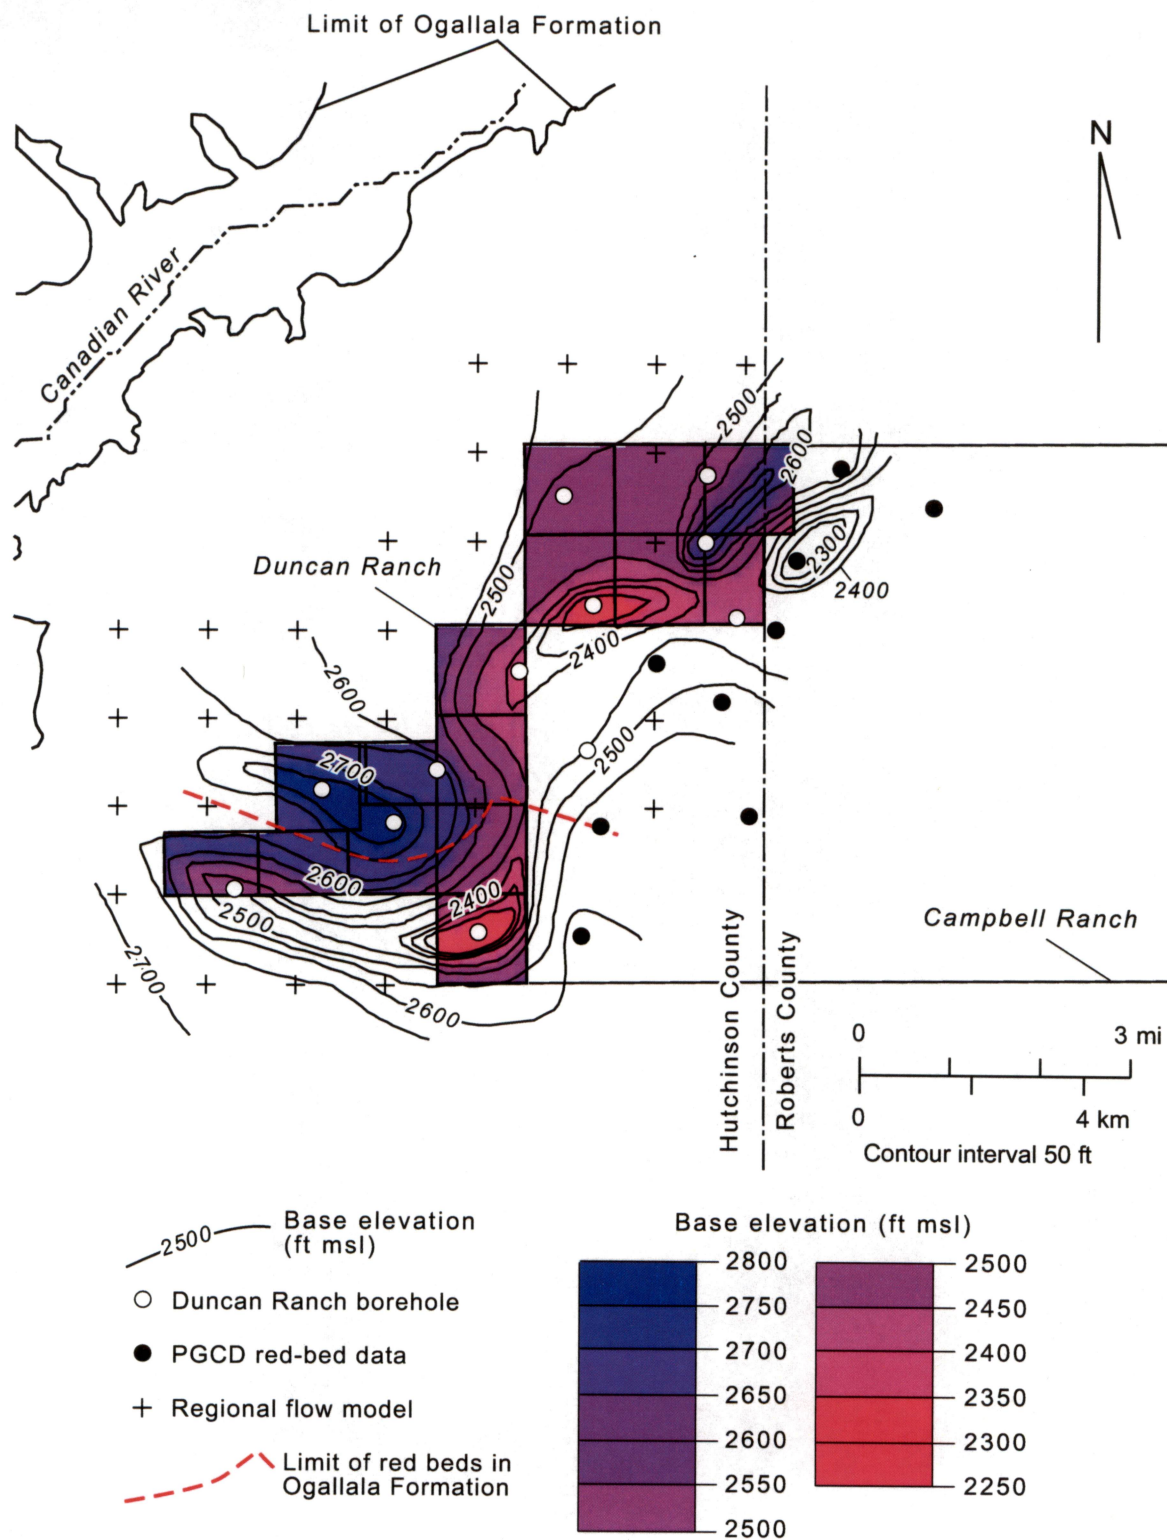 Limit of Ogallala Formation
N
Canadian River
2500
2600
Duncan Ranch
2500
2300
2400
2400
2600
2700
2500
2600
2400
2500
2700
2600
Campbell Ranch
Hutchinson County
Roberts County
0 3 mi
0 4 km
Contour interval 50 ft
2500
Base elevation
(ft msl)
Duncan Ranch borehole
PGCD red-bed data
Regional flow model
Limit of red beds in
Ogallala Formation
Base elevation (ft msl)
2800
2750
2700
2650
2600
2550
2500
2500
2450
2400
2350
2300
2250